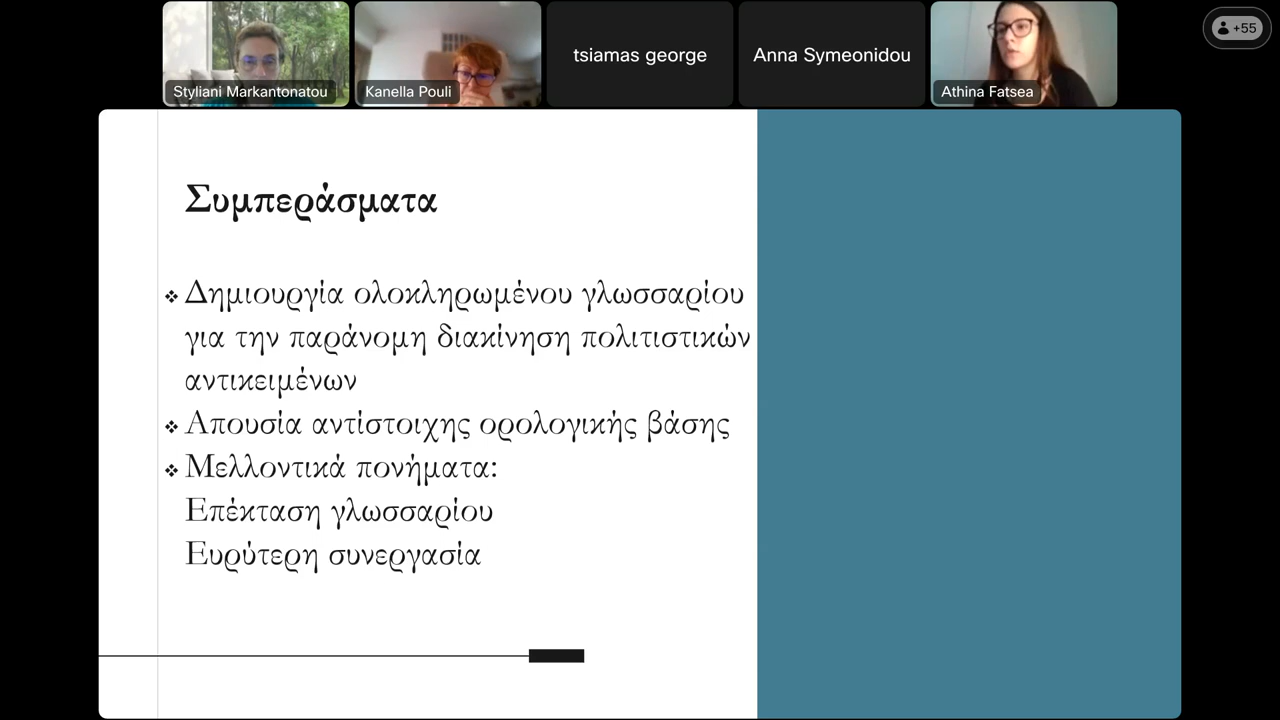 Styliani Markantonatou
Kanella Pouli
tsiamas george
Anna Symeonidou
Athina Fatsea
+55
Συμπεράσματα
❖ Δημιουργία ολοκληρωμένου γλωσσαρίου
για την παράνομη διακίνηση πολιτιστικών
αντικειμένων
❖ Απουσία αντίστοιχης ορολογικής βάσης
❖ Μελλοντικά πονήματα:
Επέκταση γλωσσαρίου
Ευρύτερη συνεργασία